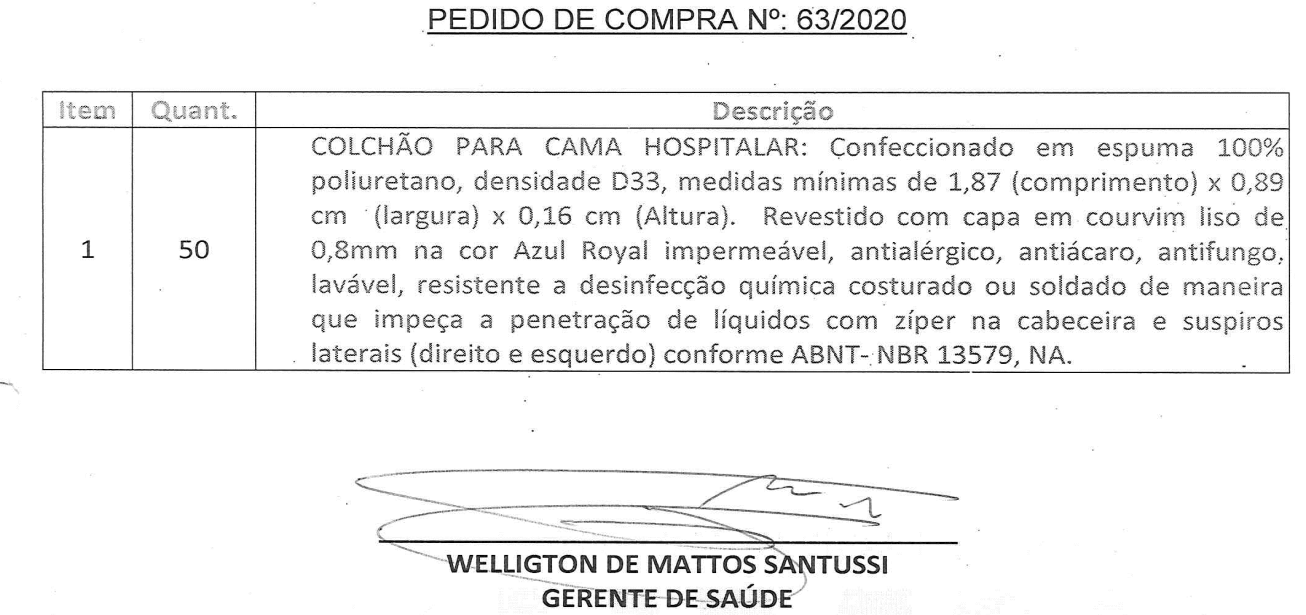 PEDIDO DE COMPRA Nº: 63/2020
Item Quant. Descrição
COLCHÃO PARA CAMA HOSPITALAR: Confeccionado em espuma 100%
poliuretano, densidade D33, medidas mínimas de 1,87 (comprimento) x 0,89
cm (largura) x 0,16 cm (Altura). Revestido com capa em courvim liso de
1 50 0,8mm na cor Azul Royal impermeável, antialérgico, antiácaro, antifungo,
lavável, resistente a desinfecção química costurado ou soldado de maneira
que impeça a penetração de líquidos com zíper na cabeceira e suspiros
laterais (direito e esquerdo) conforme ABNT- NBR 13579, NA.
WELLIGTON DE MATTOS SANTUSSI
GERENTE DE SAÚDE